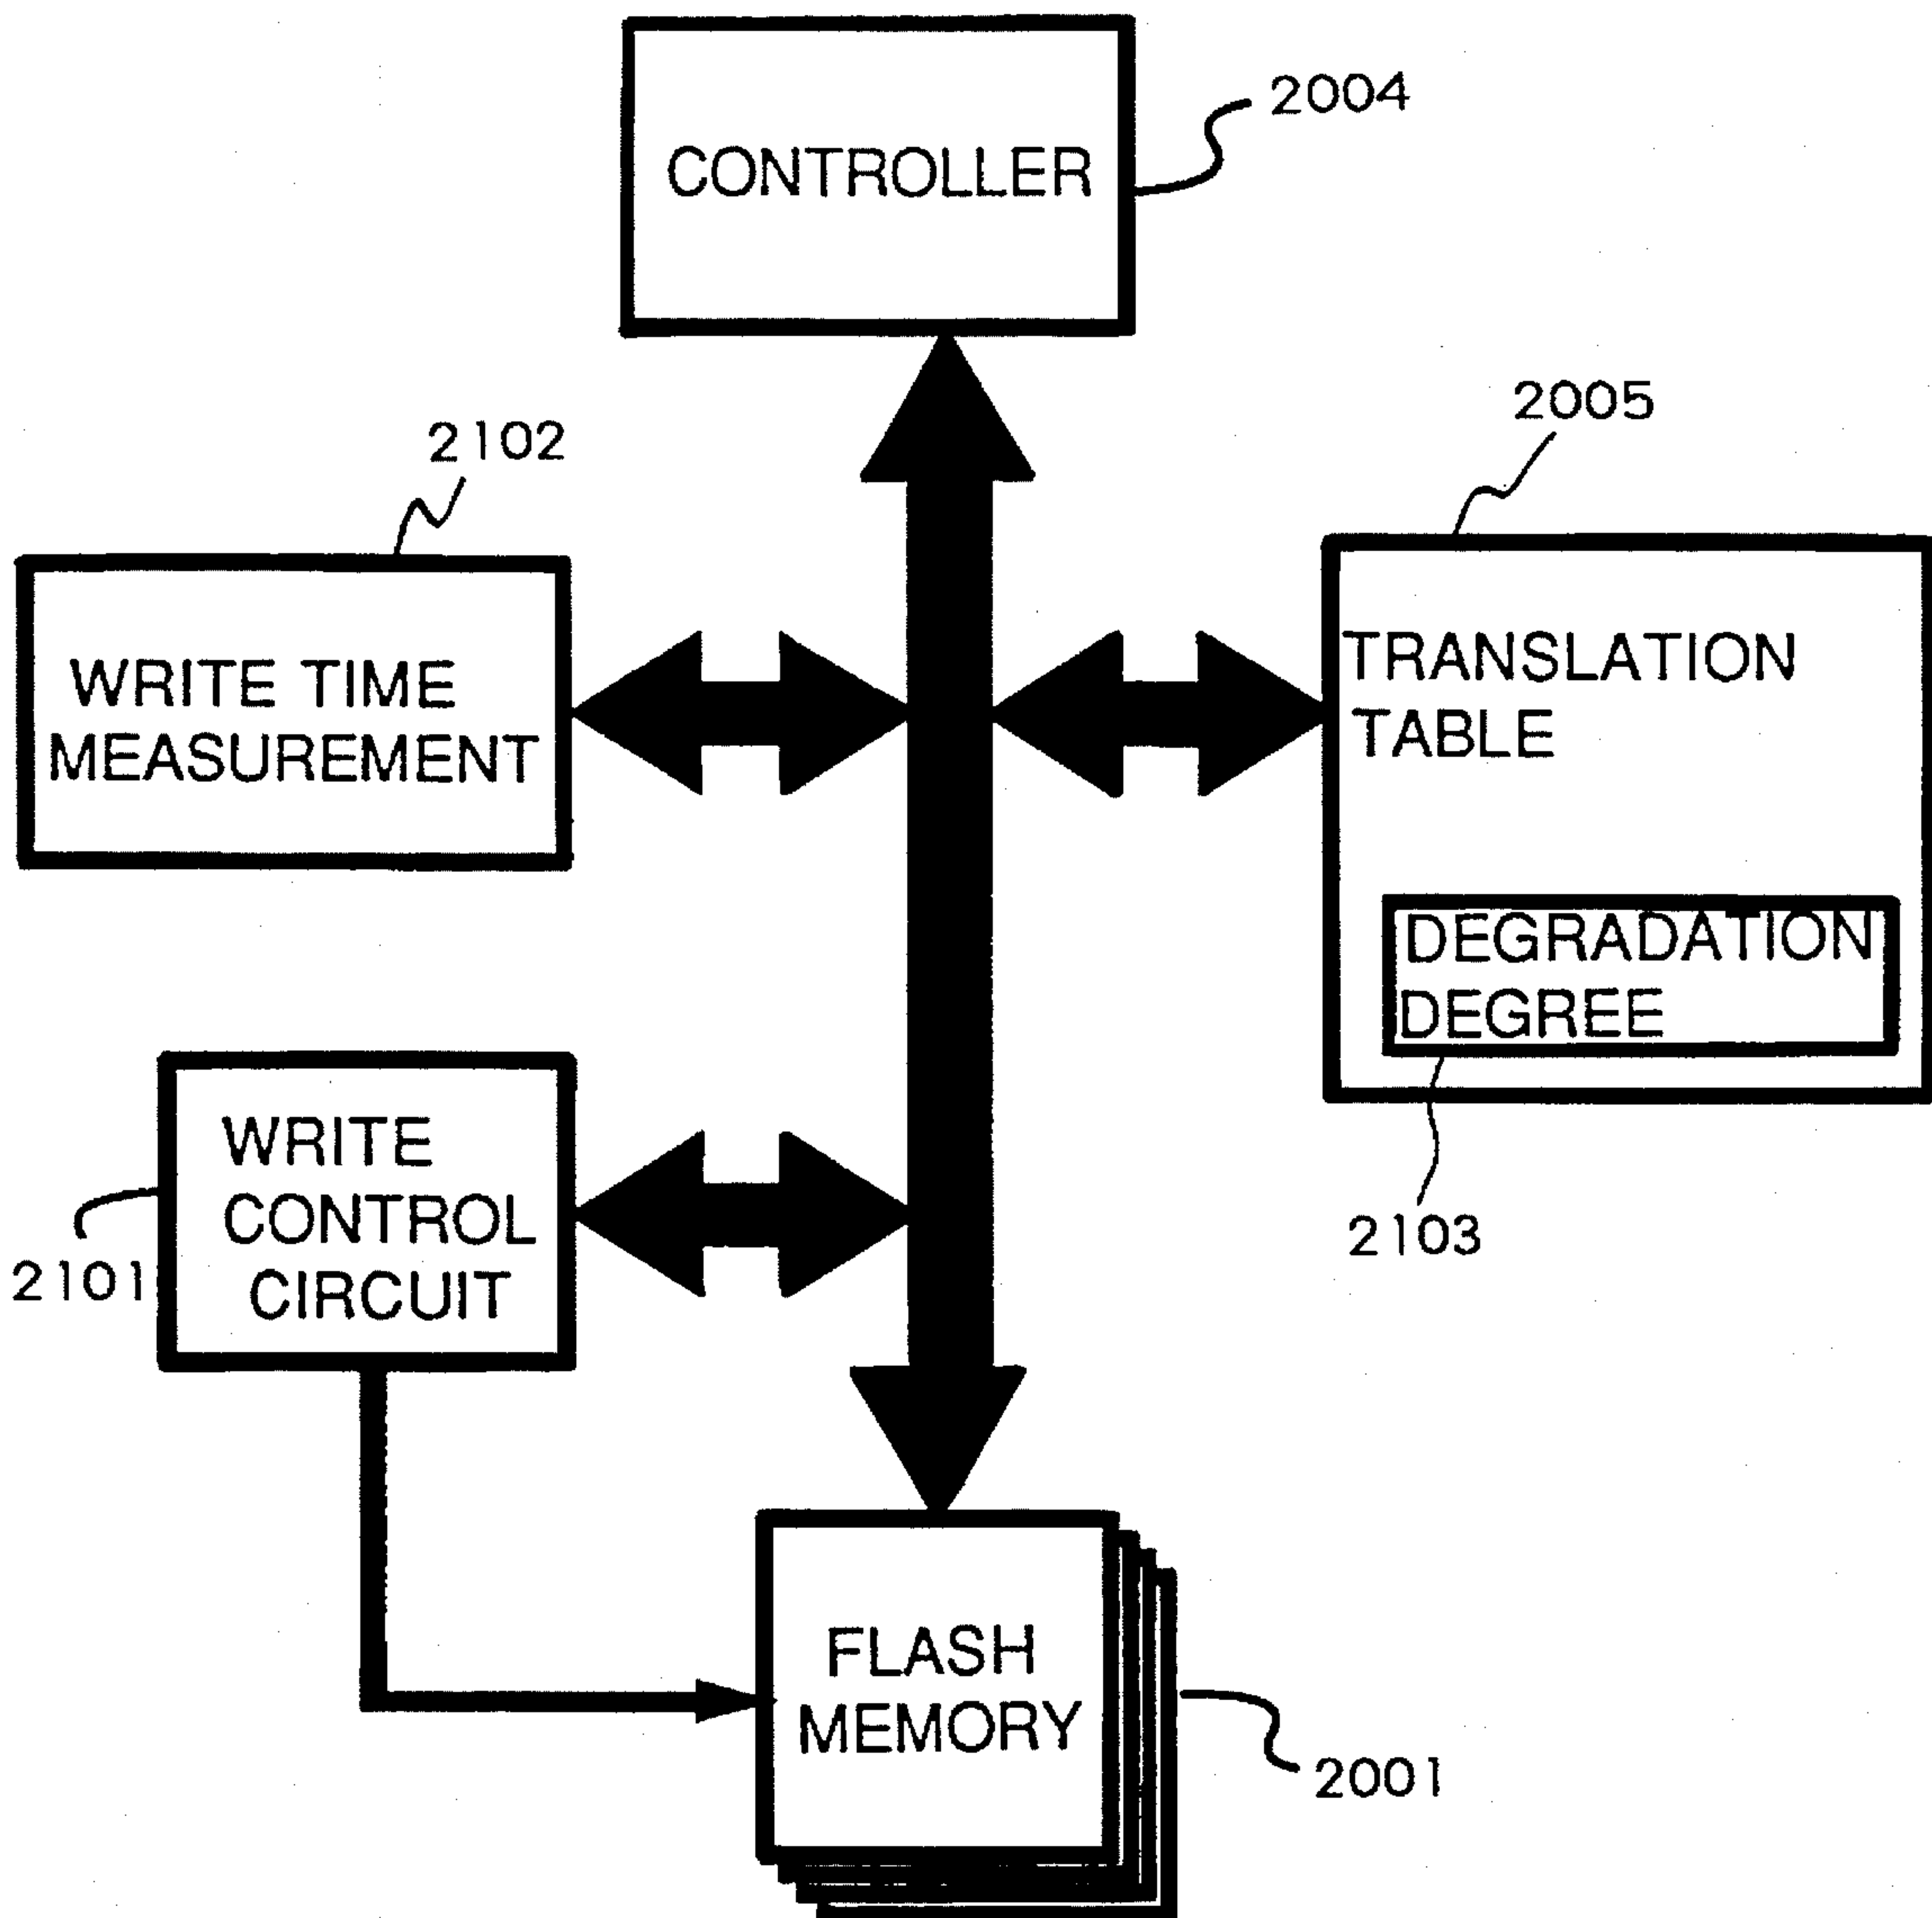 CONTROLLER
2004
2102
2005
WRITE TIME
MEASUREMENT
TRANSLATION
TABLE
DEGRADATION
DEGREE
WRITE
CONTROL
CIRCUIT
2101
2103
FLASH
MEMORY
2001